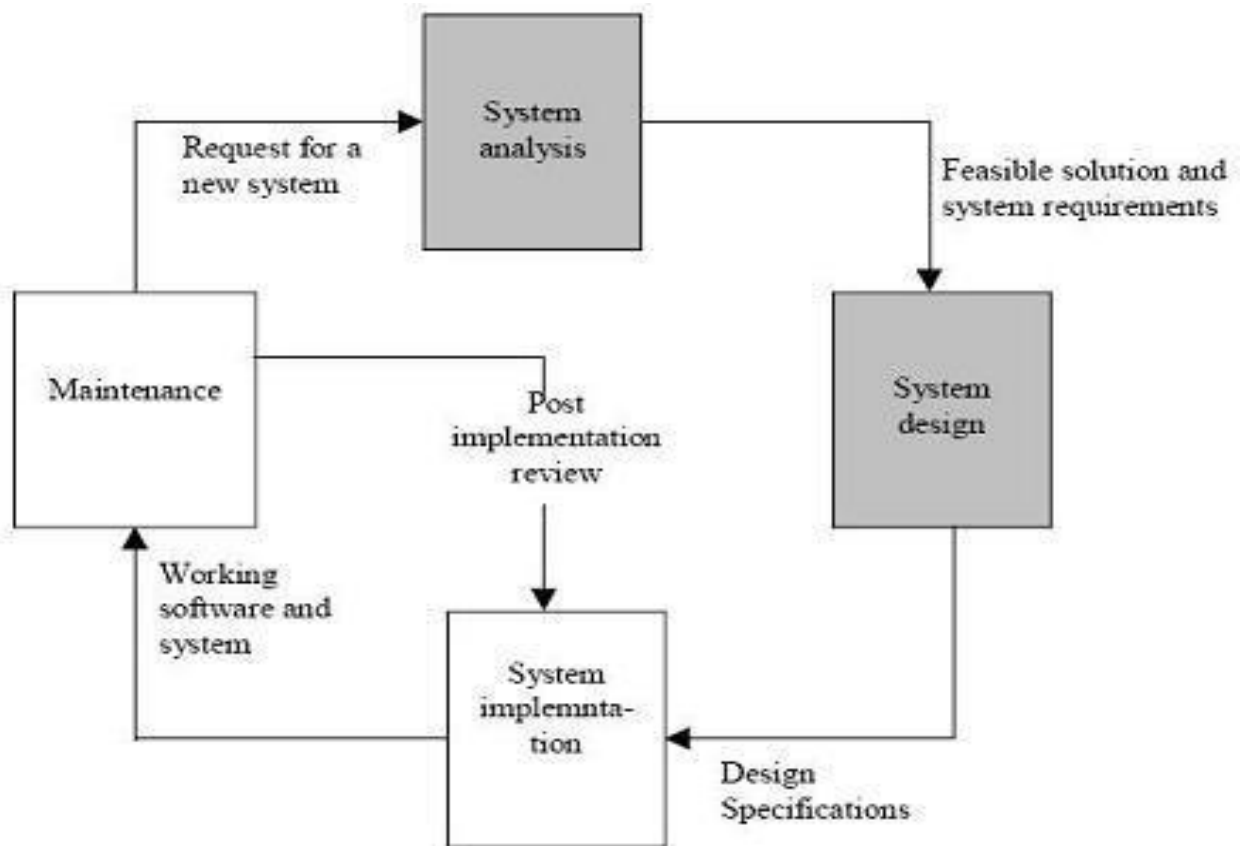 System
analysis
Request for a
new system
Feasible solution and
system requirements
Maintenance
System
design
Post
implementation
review
Working
software and
system
System
implemnta-
tion
Design
Specifications